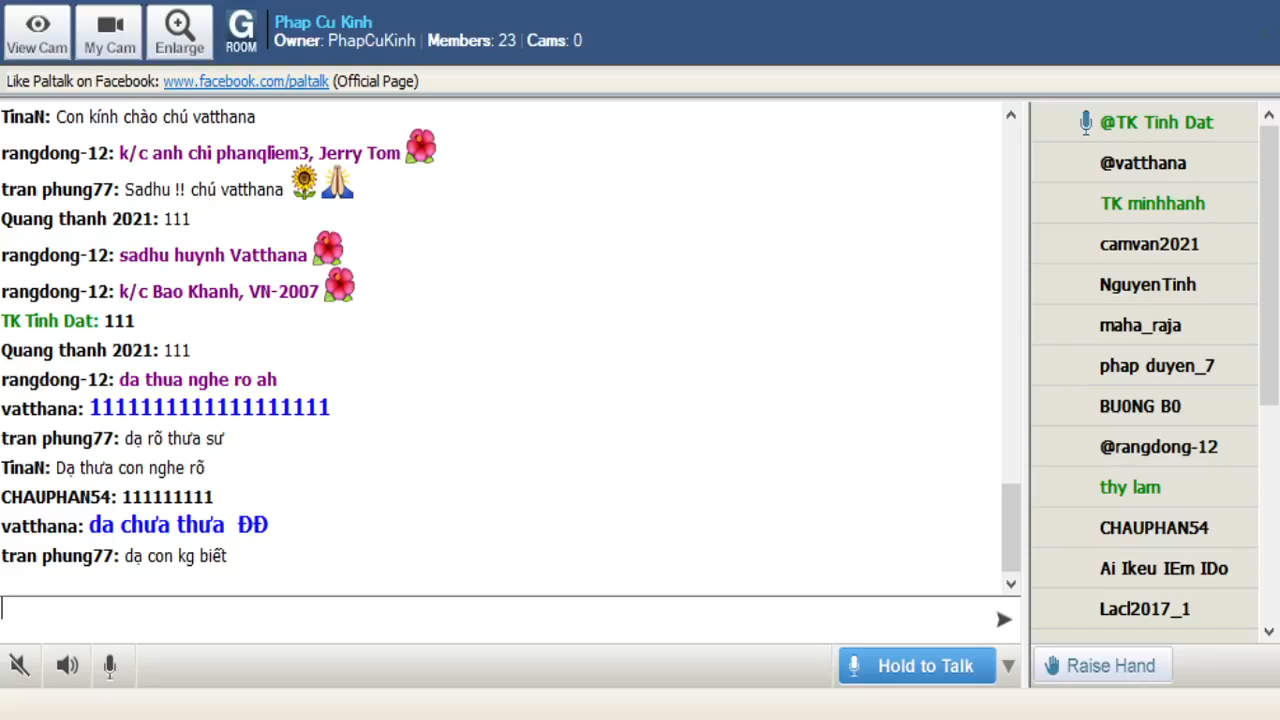 View Cam
My Cam
Enlarge
G
ROOM
Phap Cu Kinh
Owner: PhapCuKinh | Members: 23 | Cams: 0
Like Paltalk on Facebook: www.facebook.com/paltalk (Official Page)
TinaN: Con kính chào chú vatthana
rangdong-12: k/c anh chi phanqliem3, Jerry Tom
tran phung77: Sadhu !! chú vatthana
Quang thanh 2021: 111
rangdong-12: sadhu huynh Vatthana
rangdong-12: k/c Bao Khanh, VN-2007
TK Tinh Dat: 111
Quang thanh 2021: 111
rangdong-12: da thua nghe ro ah
vatthana: 1111111111111111111
tran phung77: dạ rõ thưa sư
TinaN: Dạ thưa con nghe rõ
CHAUPHAN54: 111111111
vatthana: da chưa thưa ĐĐ
tran phung77: dạ con kg biết
@TK Tinh Dat
@vatthana
TK minhhanh
camvan2021
NguyenTinh
maha_raja
phap duyen_7
BU0NG B0
@rangdong-12
thy lam
CHAUPHAN54
Ai Ikeu IEm IDo
Lacl2017_1
Hold to Talk
Raise Hand